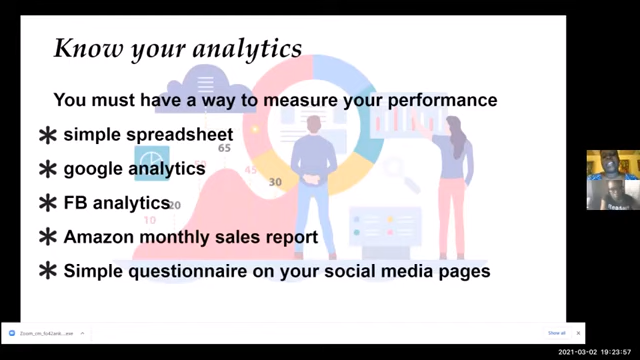 Know your analytics
You must have a way to measure your performance
simple spreadsheet
google analytics
FB analytics
Amazon monthly sales report
Simple questionnaire on your social media pages
65
45
30
20
10
Show all
2021-03-02 19:23:57